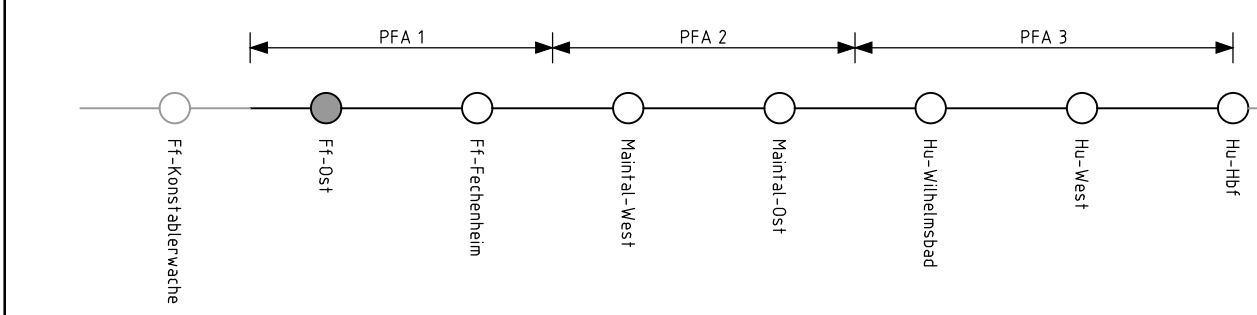 PFA 1
PFA 2
PFA 3
Ff-Konstablerwache
Ff-Ost
Ff-Fechenheim
Maintal-West
Maintal-Ost
Hu-Wilhelmsbad
Hu-West
Hu-Hbf